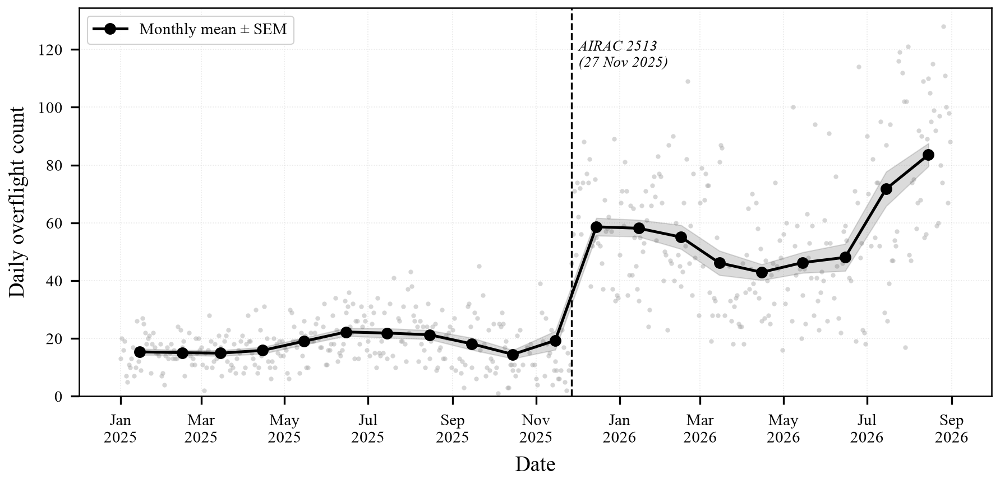 Monthly mean ± SEM
AIRAC 2513
(27 Nov 2025)
Daily overflight count
120
100
80
60
40
20
0
Jan
2025
Mar
2025
May
2025
Jul
2025
Sep
2025
Nov
2025
Jan
2026
Mar
2026
May
2026
Jul
2026
Sep
2026
Date